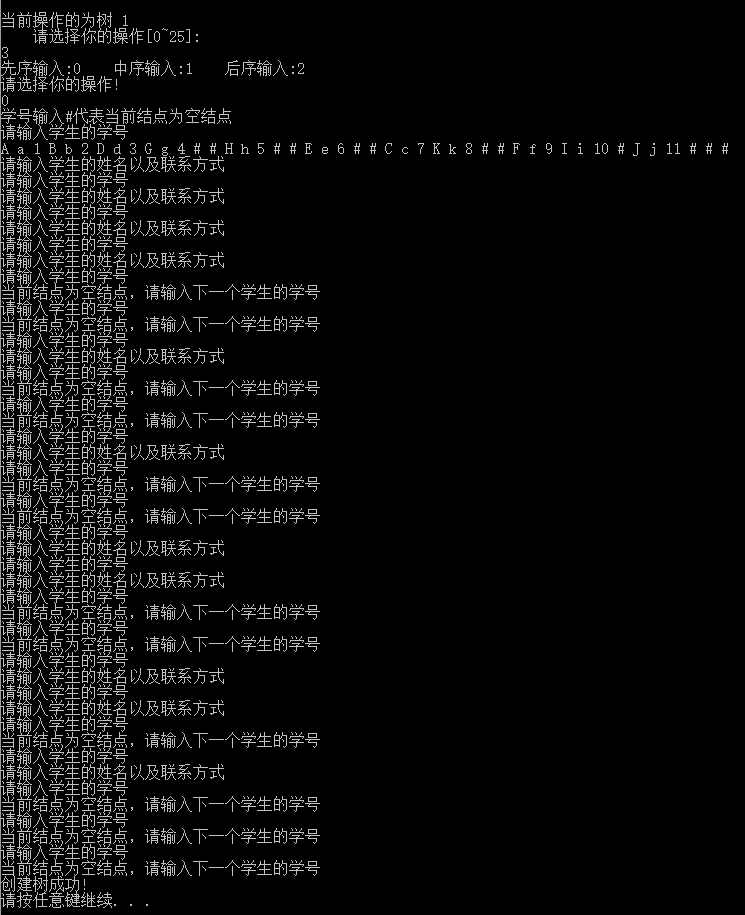 当前操作的为树 1
请选择你的操作[0~25]:
3
先序输入:0 中序输入:1 后序输入:2
请选择你的操作!
0
学号输入#代表当前结点为空结点
请输入学生的学号
A a 1 B b 2 D d 3 G g 4 # # H h 5 # # E e 6 # # C c 7 K k 8 # # F f 9 I i 10 # J j 11 # # #
请输入学生的姓名以及联系方式
请输入学生的学号
请输入学生的姓名以及联系方式
请输入学生的学号
请输入学生的姓名以及联系方式
请输入学生的学号
请输入学生的姓名以及联系方式
请输入学生的学号
当前结点为空结点，请输入下一个学生的学号
请输入学生的学号
当前结点为空结点，请输入下一个学生的学号
请输入学生的学号
请输入学生的姓名以及联系方式
请输入学生的学号
当前结点为空结点，请输入下一个学生的学号
请输入学生的学号
当前结点为空结点，请输入下一个学生的学号
请输入学生的学号
请输入学生的姓名以及联系方式
请输入学生的学号
当前结点为空结点，请输入下一个学生的学号
请输入学生的学号
当前结点为空结点，请输入下一个学生的学号
请输入学生的学号
请输入学生的姓名以及联系方式
请输入学生的学号
请输入学生的姓名以及联系方式
请输入学生的学号
当前结点为空结点，请输入下一个学生的学号
请输入学生的学号
当前结点为空结点，请输入下一个学生的学号
请输入学生的学号
请输入学生的姓名以及联系方式
请输入学生的学号
请输入学生的姓名以及联系方式
请输入学生的学号
当前结点为空结点，请输入下一个学生的学号
请输入学生的学号
请输入学生的姓名以及联系方式
请输入学生的学号
当前结点为空结点，请输入下一个学生的学号
请输入学生的学号
当前结点为空结点，请输入下一个学生的学号
请输入学生的学号
当前结点为空结点，请输入下一个学生的学号
创建树成功!
请按任意键继续. . .